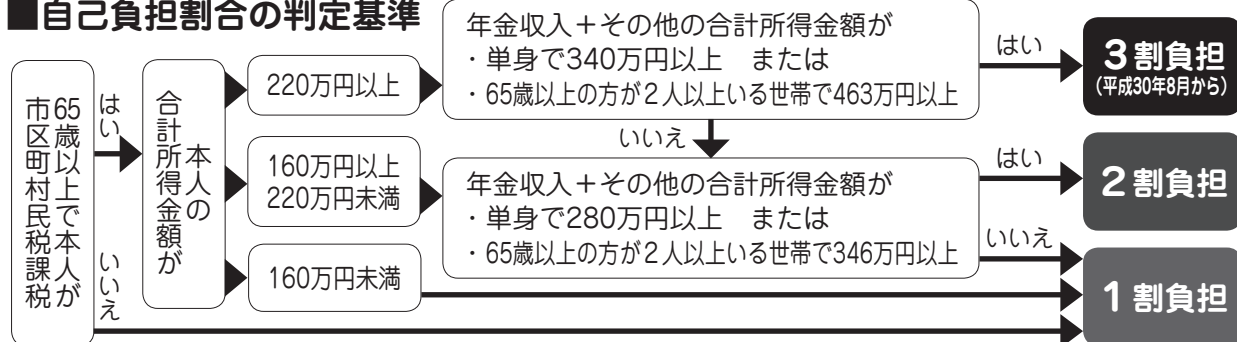 ■自己負担割合の判定基準
65歳以上で本人が
市区町村民税課税
はい
いいえ
本人の
合計所得金額が
220万円以上
160万円以上
220万円未満
160万円未満
年金収入＋その他の合計所得金額が
・単身で340万円以上　または
・65歳以上の方が２人以上いる世帯で463万円以上
はい
いいえ
年金収入＋その他の合計所得金額が
・単身で280万円以上　または
・65歳以上の方が２人以上いる世帯で346万円以上
はい
いいえ
３割負担
（平成30年8月から）
２割負担
１割負担